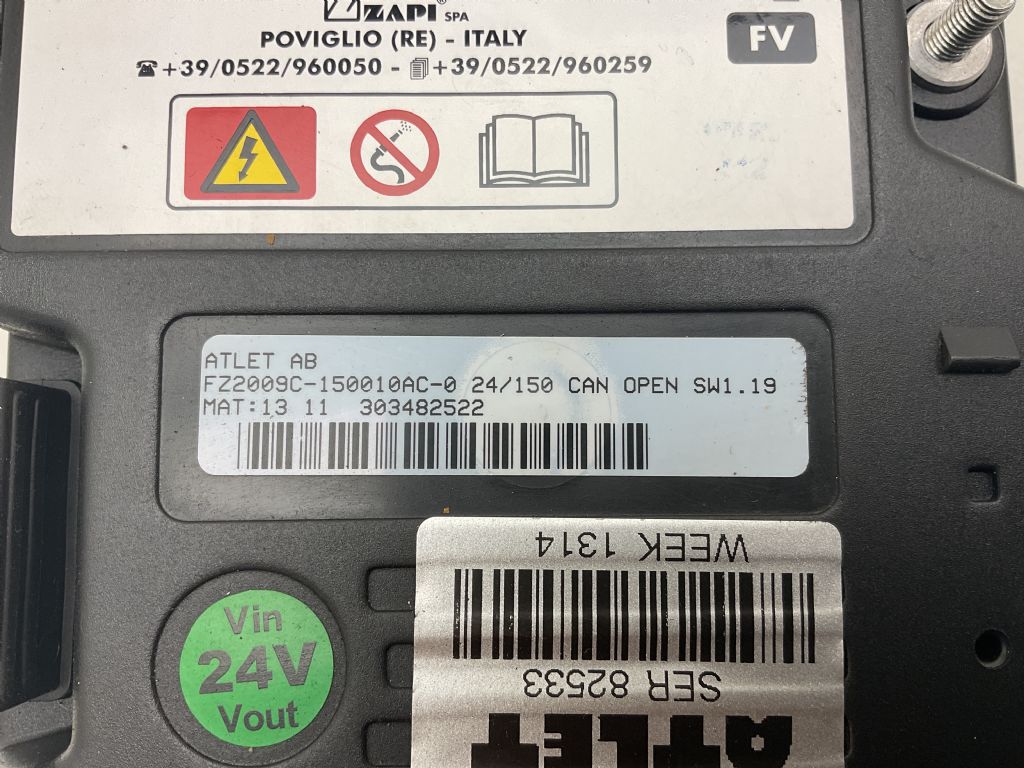 ZAPI® SPA
POVIGLIO (RE) - ITALY
+39/0522/960050 - +39/0522/960259
FV
ATLET AB
FZ2009C-150010AC-0 24/150 CAN OPEN SW1.19
MAT:13 11 303482522
Vin
24V
Vout
ATLET
SER 82533
WEEK 1314